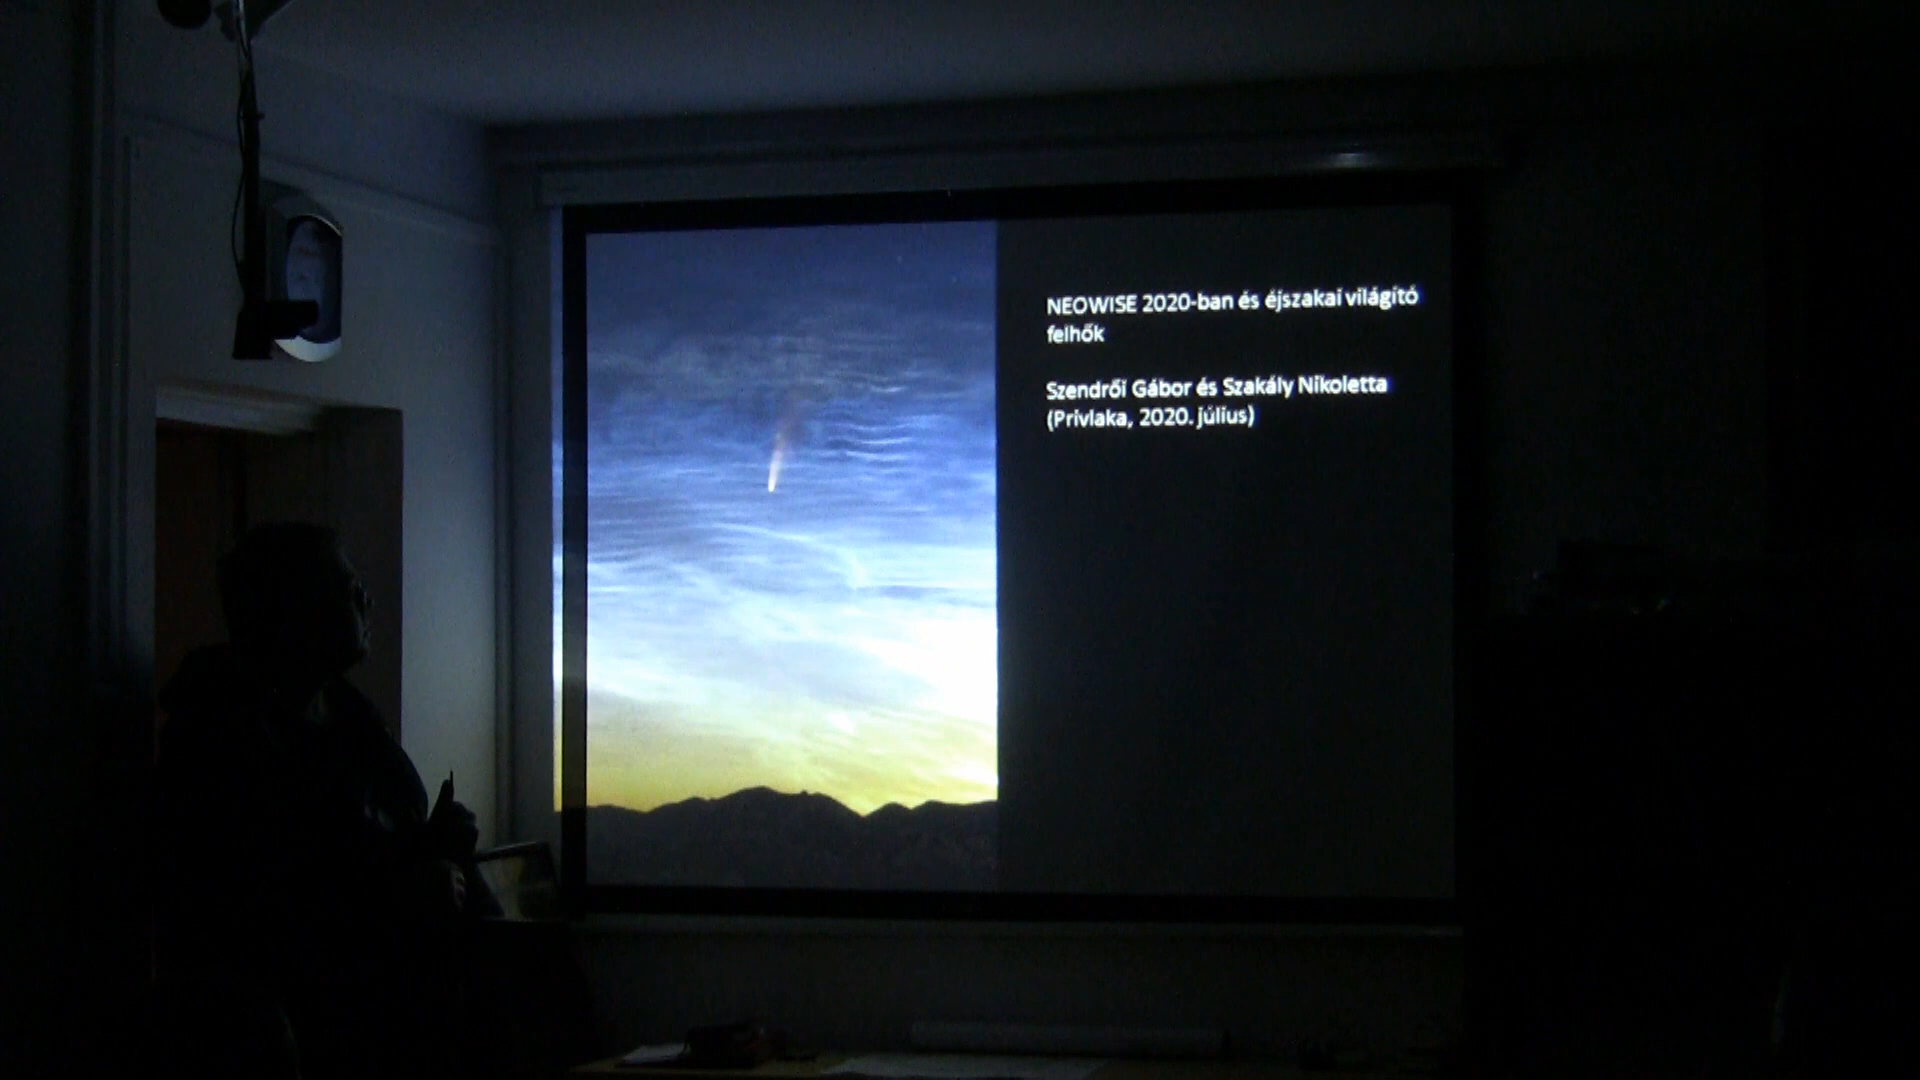 NEOWISE 2020-ban és éjszakai világító
felhők
Szendrői Gábor és Szakály Nikoletta
(Privlaka, 2020. július)